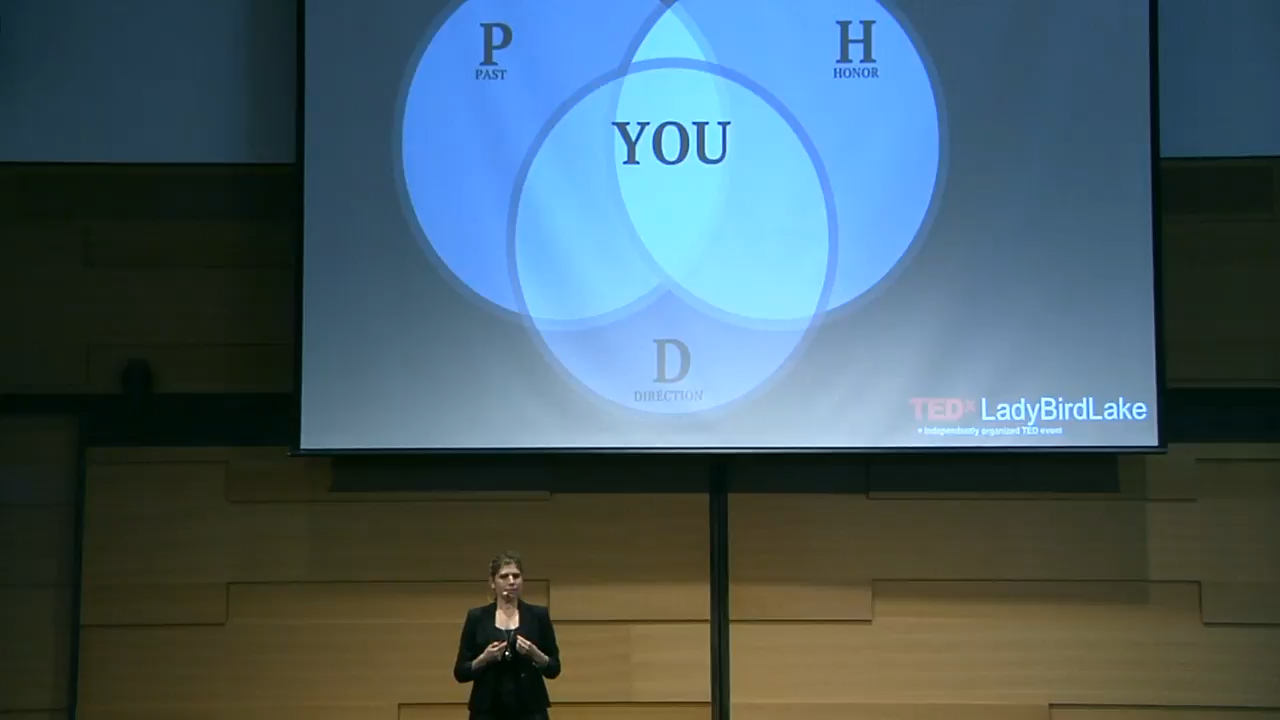 P
PAST
H
HONOR
YOU
D
DIRECTION
TEDx LadyBirdLake
x independently organized TED event